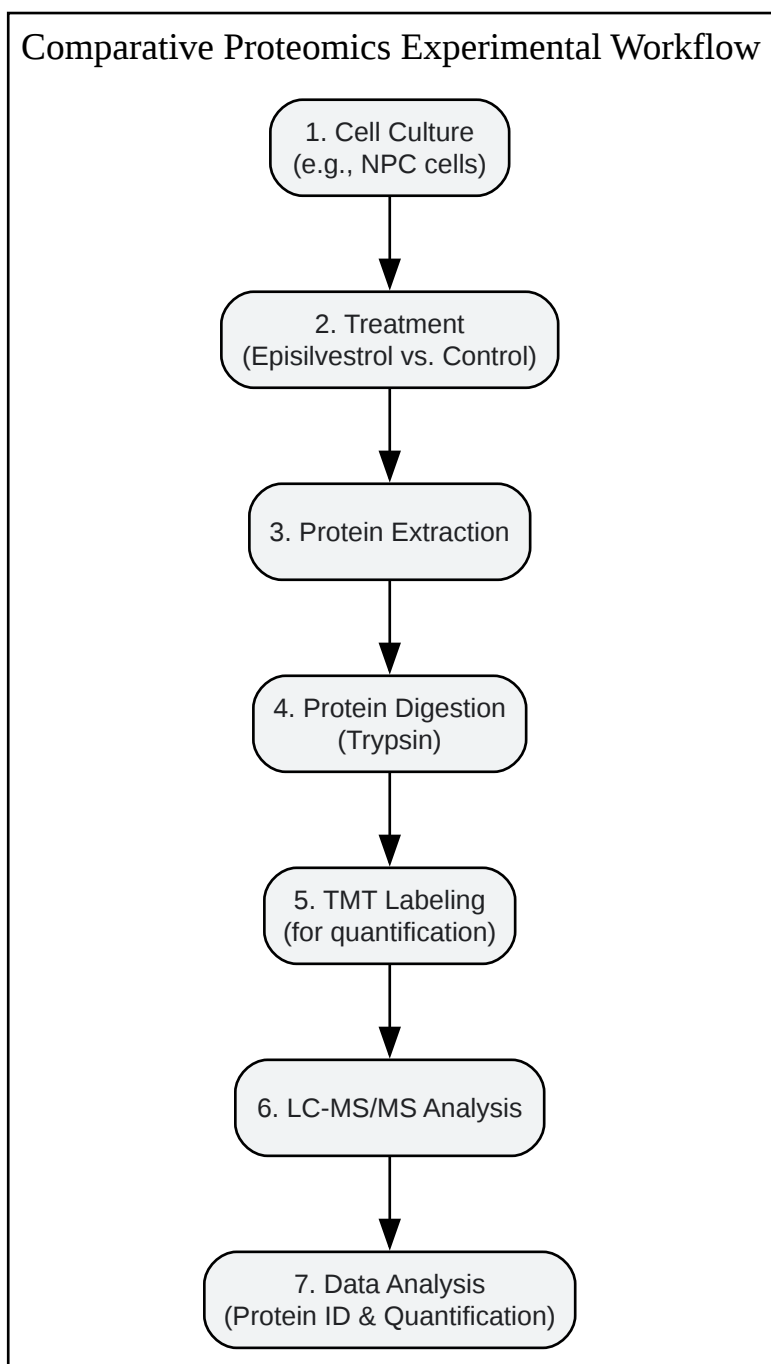 Comparative Proteomics Experimental Workflow
1. Cell Culture
(e.g., NPC cells)
2. Treatment
(Episilvestrol vs. Control)
3. Protein Extraction
4. Protein Digestion
(Trypsin)
5. TMT Labeling
(for quantification)
6. LC-MS/MS Analysis
7. Data Analysis
(Protein ID & Quantification)